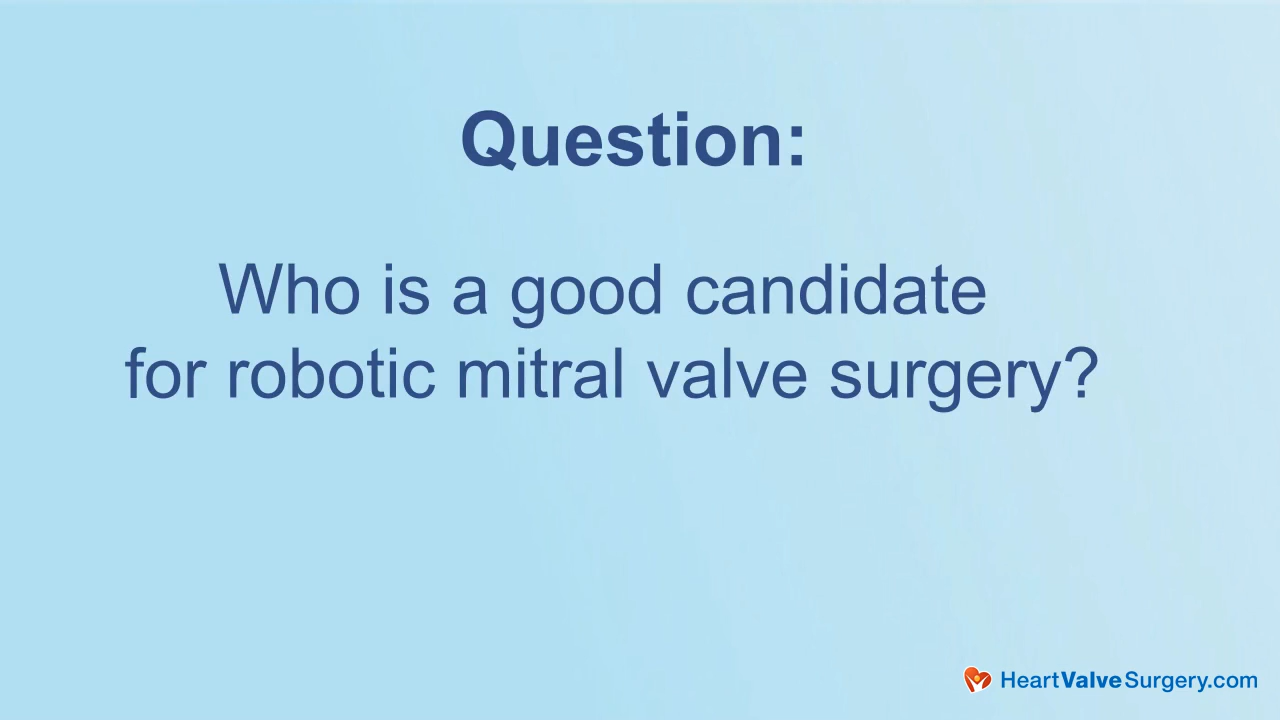 Question:
Who is a good candidate
for robotic mitral valve surgery?
HeartValveSurgery.com